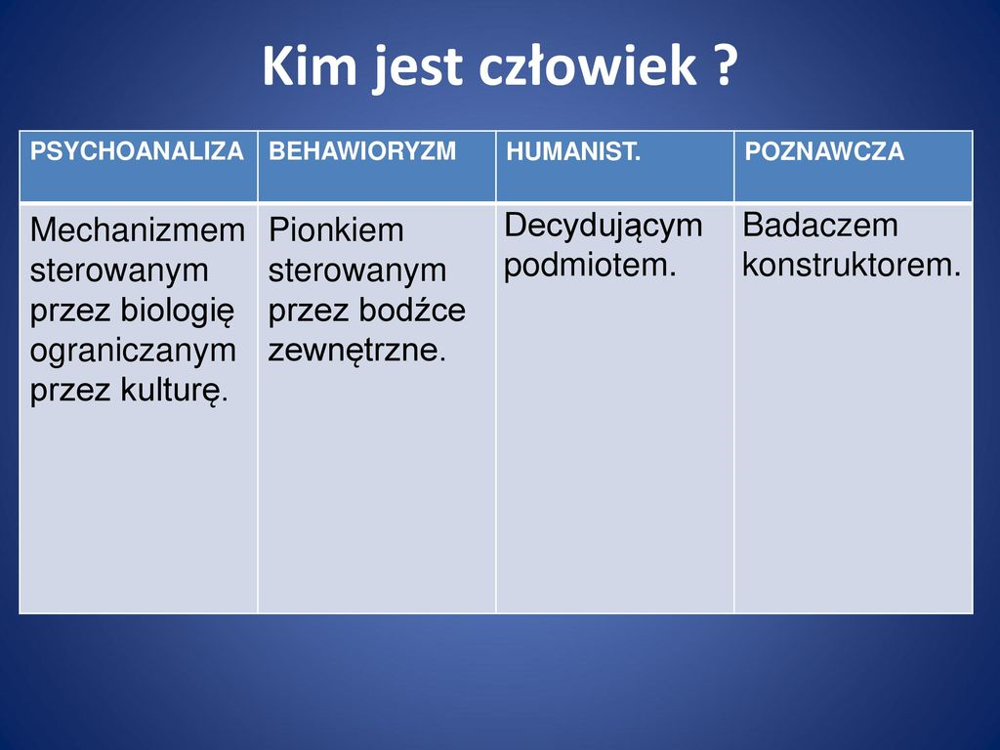 Kim jest człowiek ?
PSYCHOANALIZA
BEHAWIORYZM
HUMANIST.
POZNAWCZA
Mechanizmem
sterowanym
przez biologię
ograniczanym
przez kulturę.
Pionkiem
sterowanym
przez bodźce
zewnętrzne.
Decydującym
podmiotem.
Badaczem
konstruktorem.